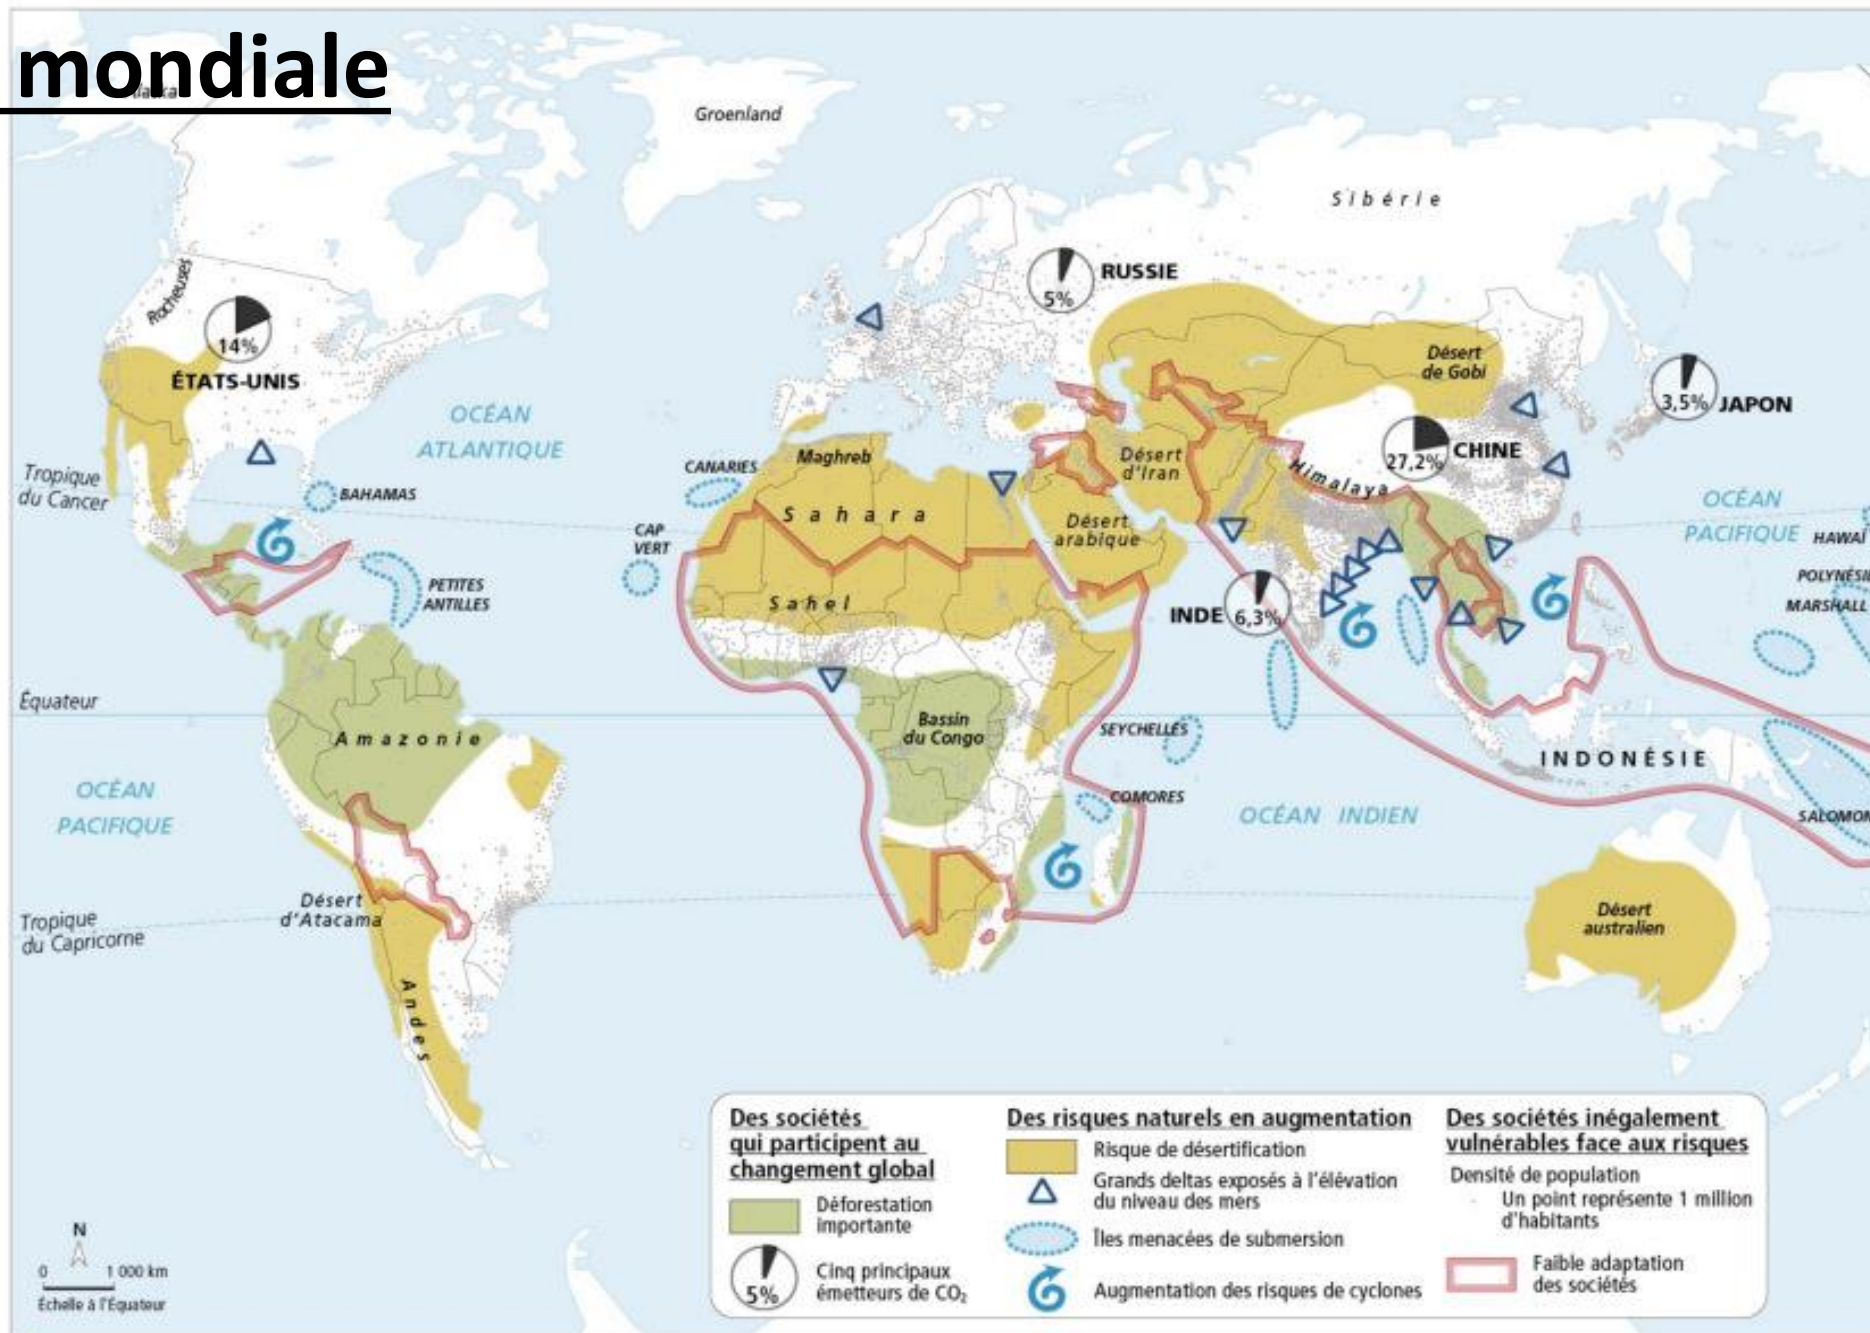 mondiale
Groenland
Sibérie
Rocheuses
14%
ÉTATS-UNIS
5%
RUSSIE
Désert
de Gobi
3,5%
JAPON
27,2%
CHINE
Himalaya
OCÉAN
ATLANTIQUE
Tropique
du Cancer
BAHAMAS
CANARIES
Maghreb
Désert
d'Iran
Sahara
Désert
arabique
OCÉAN
PACIFIQUE
HAWAÏ
CAP
VERT
PETITES
ANTILLES
Sahel
INDE
6,3%
MARSHALL
Équateur
Amazonie
Bassin
du Congo
SEYCHELLES
INDONÉSIE
COMORES
OCÉAN
PACIFIQUE
OCÉAN INDIEN
Désert
d'Atacama
Tropique
du Capricorne
Andes
Désert
australien
Des sociétés
qui participent au
changement global
Déforestation
importante
5%
Cinq principaux
émetteurs de CO₂
Des risques naturels en augmentation
Risque de désertification
Grands deltas exposés à l'élévation
du niveau des mers
Îles menacées de submersion
Augmentation des risques de cyclones
Des sociétés inégalement
vulnérables face aux risques
Densité de population
Un point représente 1 million
d'habitants
Faible adaptation
des sociétés
N
0 1 000 km
Échelle à l'Équateur